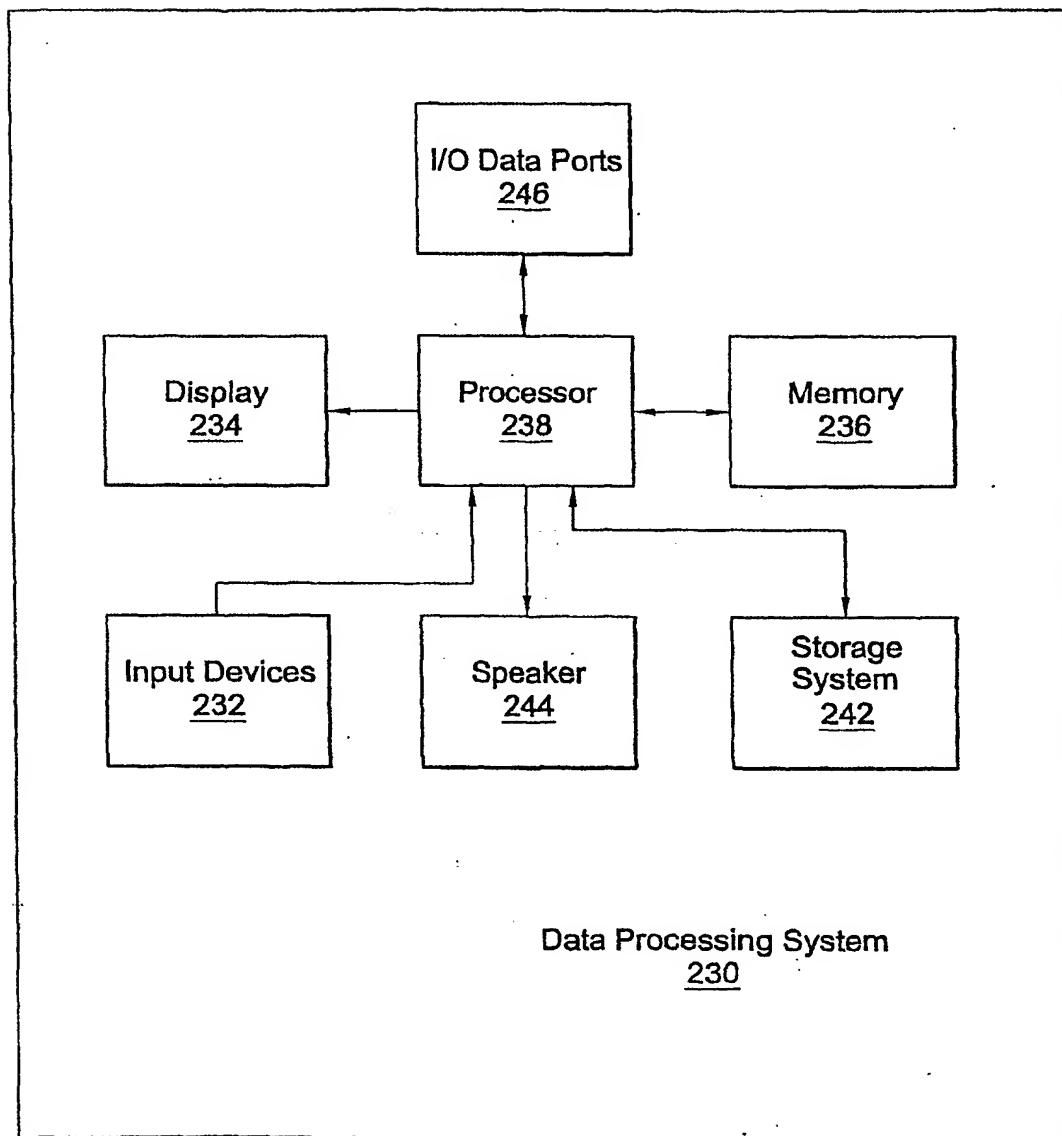 I/O Data Ports
246
Display
234
Processor
238
Memory
236
Input Devices
232
Speaker
244
Storage
System
242
Data Processing System
230